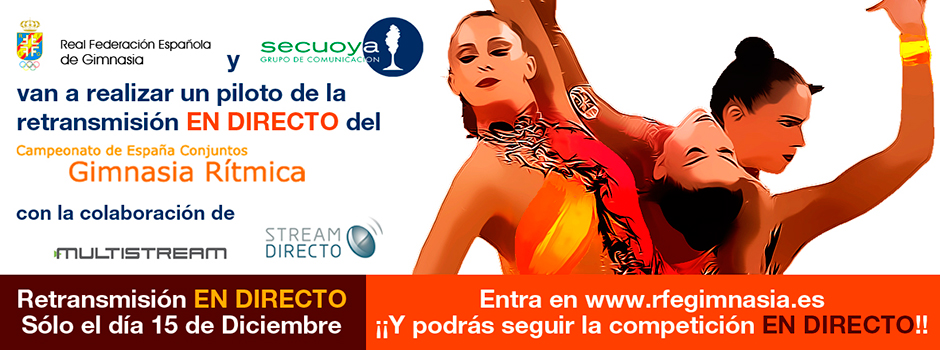 Real Federación Española
de Gimnasia
y
secuoya
GRUPO DE COMUNICACIÓN
van a realizar un piloto de la
retransmisión EN DIRECTO del
Campeonato de España Conjuntos
Gimnasia Rítmica
con la colaboración de
MULTISTREAM
STREAM
DIRECTO
Retransmisión EN DIRECTO
Sólo el día 15 de Diciembre
Entra en www.rfegimnasia.es
¡¡Y podrás seguir la competición EN DIRECTO!!